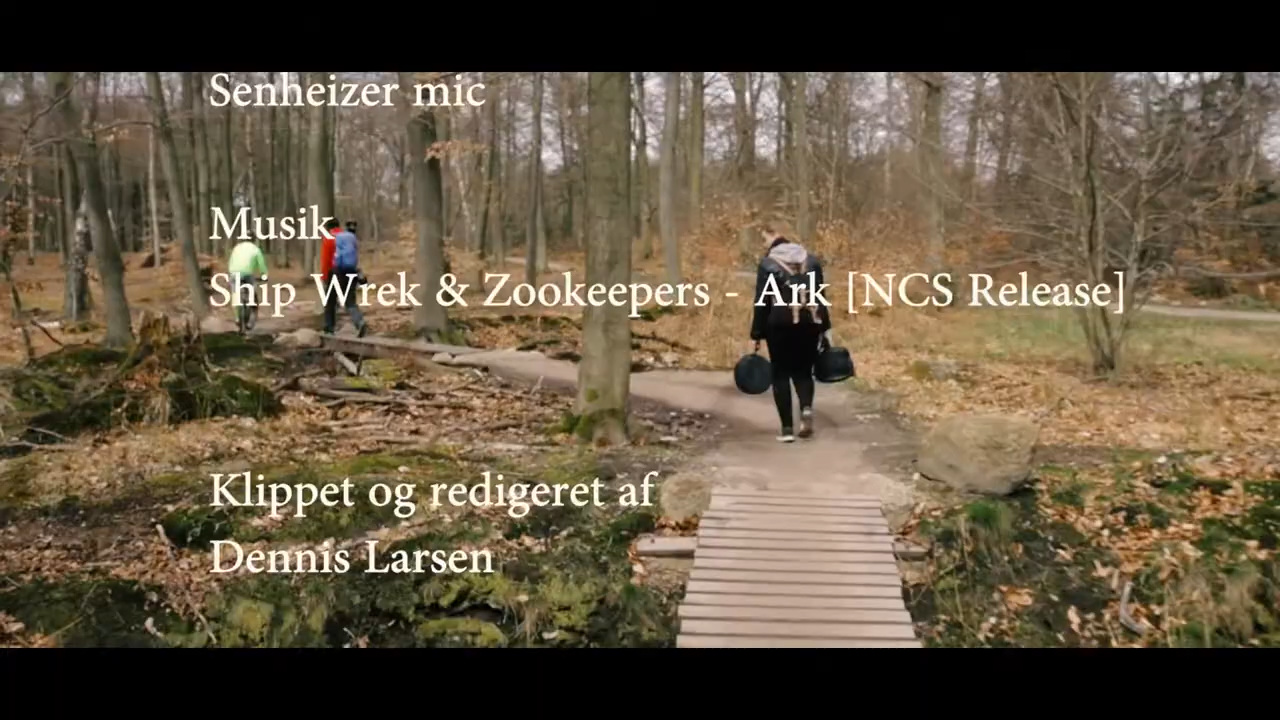 Senheizer mic
Musik
Ship Wrek & Zookeepers - Ark [NCS Release]
Klippet og redigeret af
Dennis Larsen